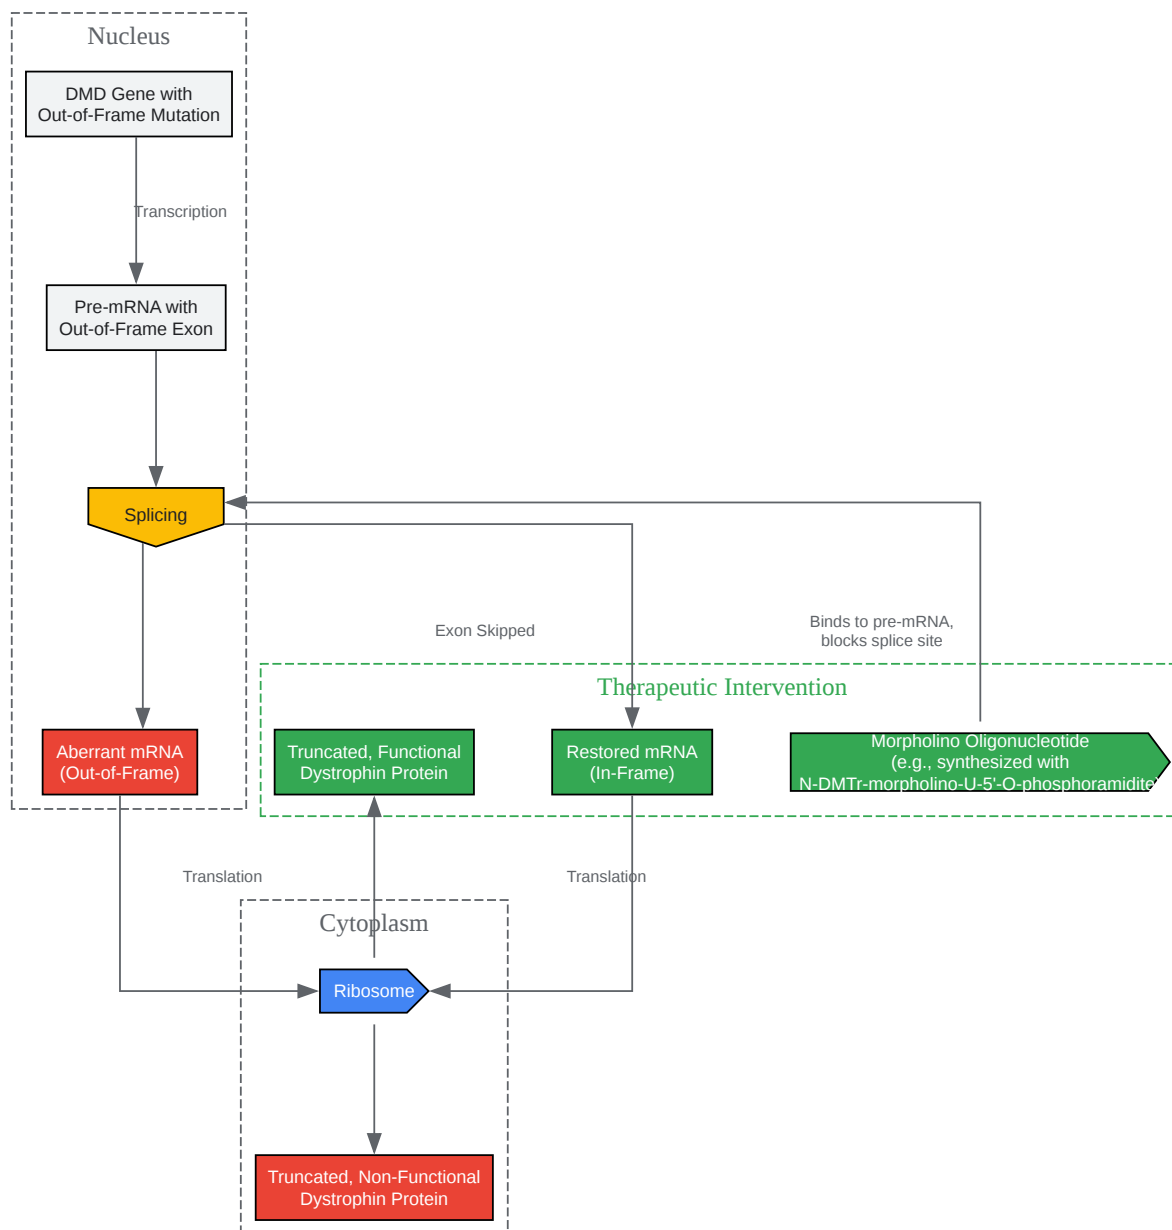 Nucleus
DMD Gene with
Out-of-Frame Mutation
Transcription
Pre-mRNA with
Out-of-Frame Exon
Splicing
Exon Skipped
Binds to pre-mRNA,
blocks splice site
Therapeutic Intervention
Aberrant mRNA
(Out-of-Frame)
Truncated, Functional
Dystrophin Protein
Restored mRNA
(In-Frame)
Morpholino Oligonucleotide
(e.g., synthesized with
N-DMTr-morpholino-U-5'-O-phosphoramidite
Translation
Translation
Cytoplasm
Ribosome
Truncated, Non-Functional
Dystrophin Protein